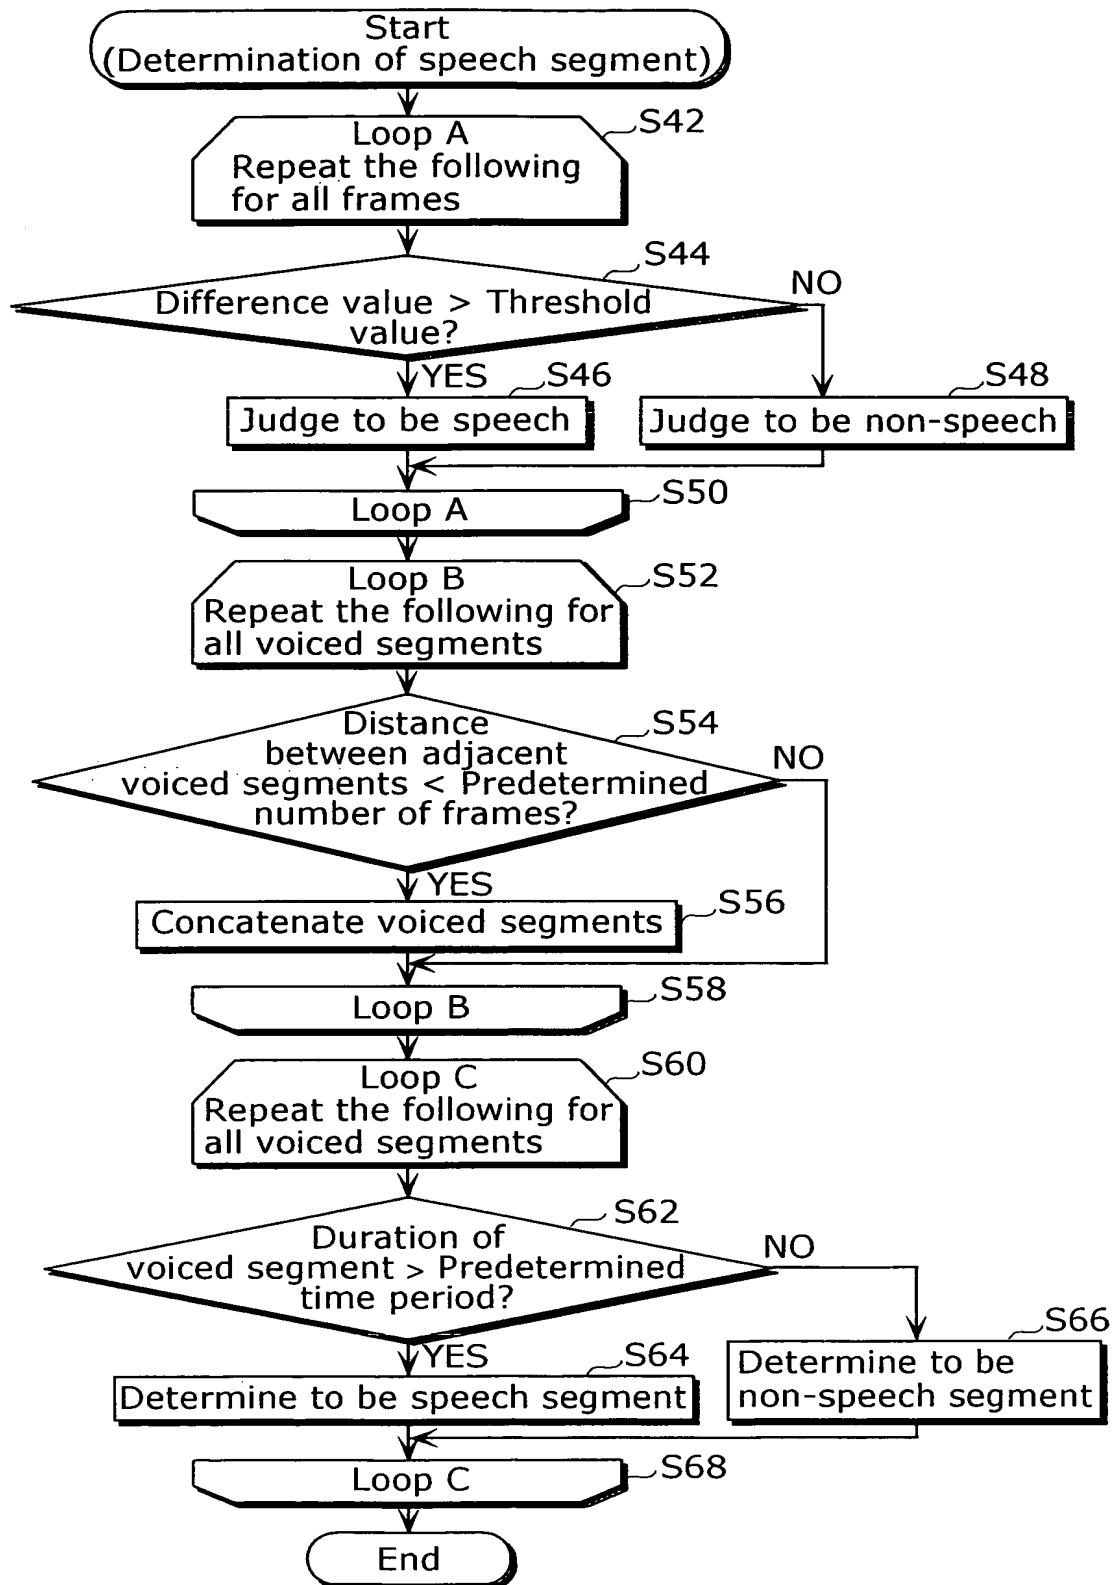 Start
(Determination of speech segment)
Loop A
Repeat the following
for all frames
S42
S44
Difference value > Threshold
value?
NO
YES
S46
S48
Judge to be speech
Judge to be non-speech
S50
Loop A
Loop B
Repeat the following for
all voiced segments
S52
Distance
between adjacent
voiced segments < Predetermined
number of frames?
S54
NO
YES
Concatenate voiced segments
S56
S58
Loop B
Loop C
Repeat the following for
all voiced segments
S60
S62
Duration of
voiced segment > Predetermined
time period?
NO
YES
S64
S66
Determine to be speech segment
Determine to be
non-speech segment
Loop C
S68
End